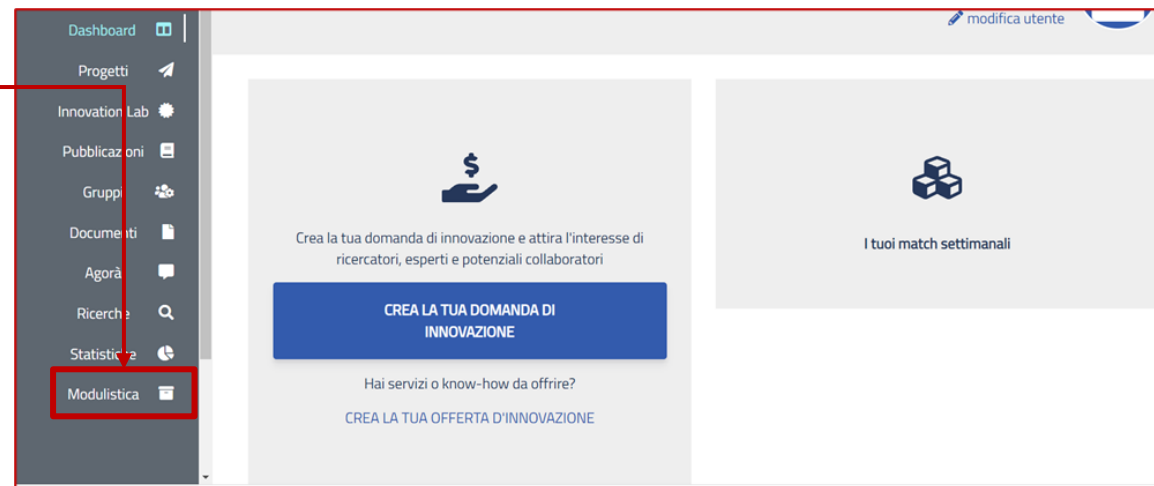 Dashboard
Progetti
Innovation Lab
Pubblicazioni
Gruppi
Documenti
Agorà
Ricerche
Statistiche
Modulistica
modifica utente
Crea la tua domanda di innovazione e attira l'interesse di
ricercatori, esperti e potenziali collaboratori
CREA LA TUA DOMANDA DI
INNOVAZIONE
Hai servizi o know-how da offrire?
CREA LA TUA OFFERTA D'INNOVAZIONE
I tuoi match settimanali